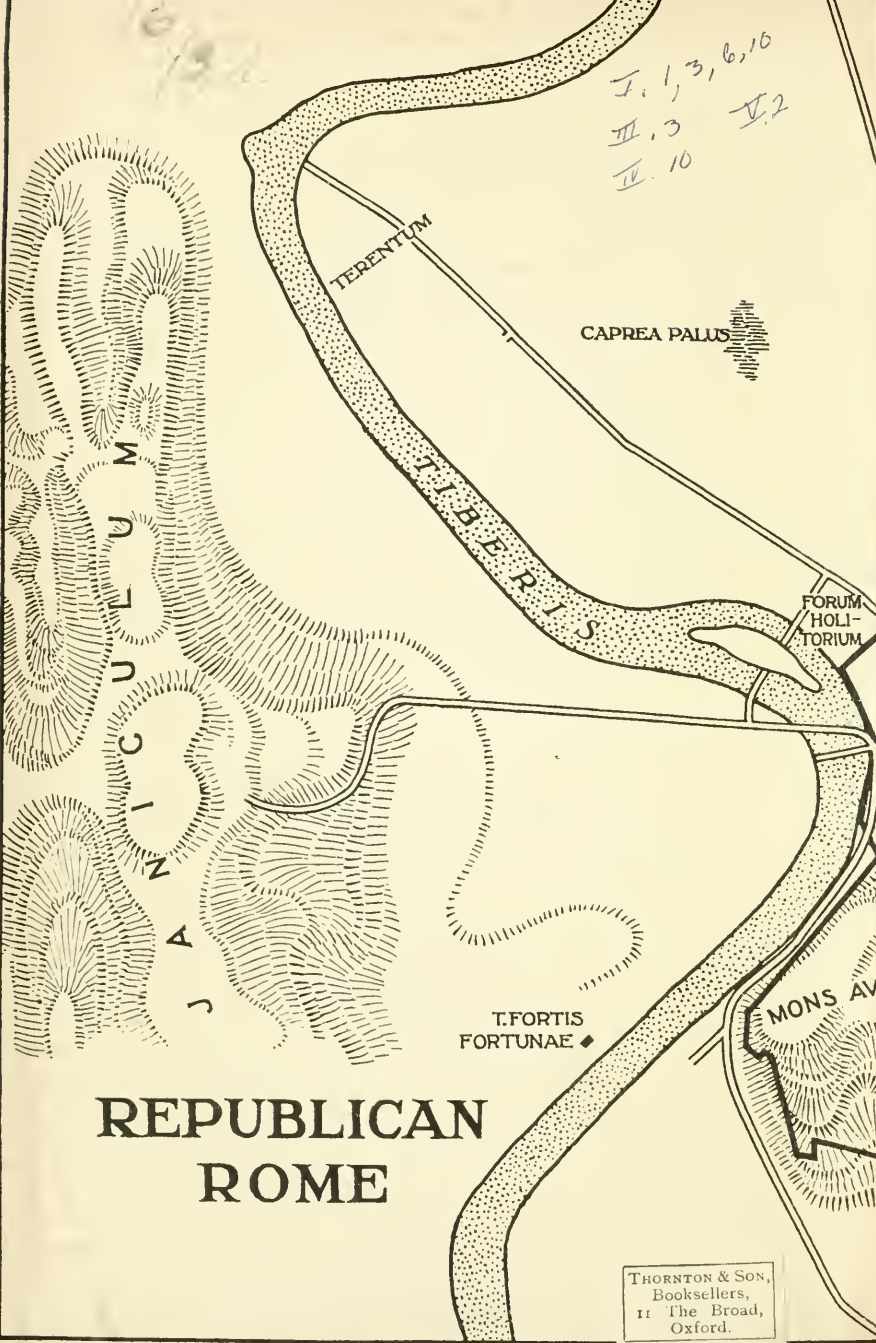 I. 1, 3, 6, 10
III. 3 V. 2
IV. 10
TERENTUM
CAPREA PALUS
TIBERIS
FORUM
HOLI-
TORIUM
JANICULUM
MONS AV
T. FORTIS
FORTUNAE
REPUBLICAN
ROME
THORNTON & SON,
Booksellers,
11 The Broad,
Oxford.